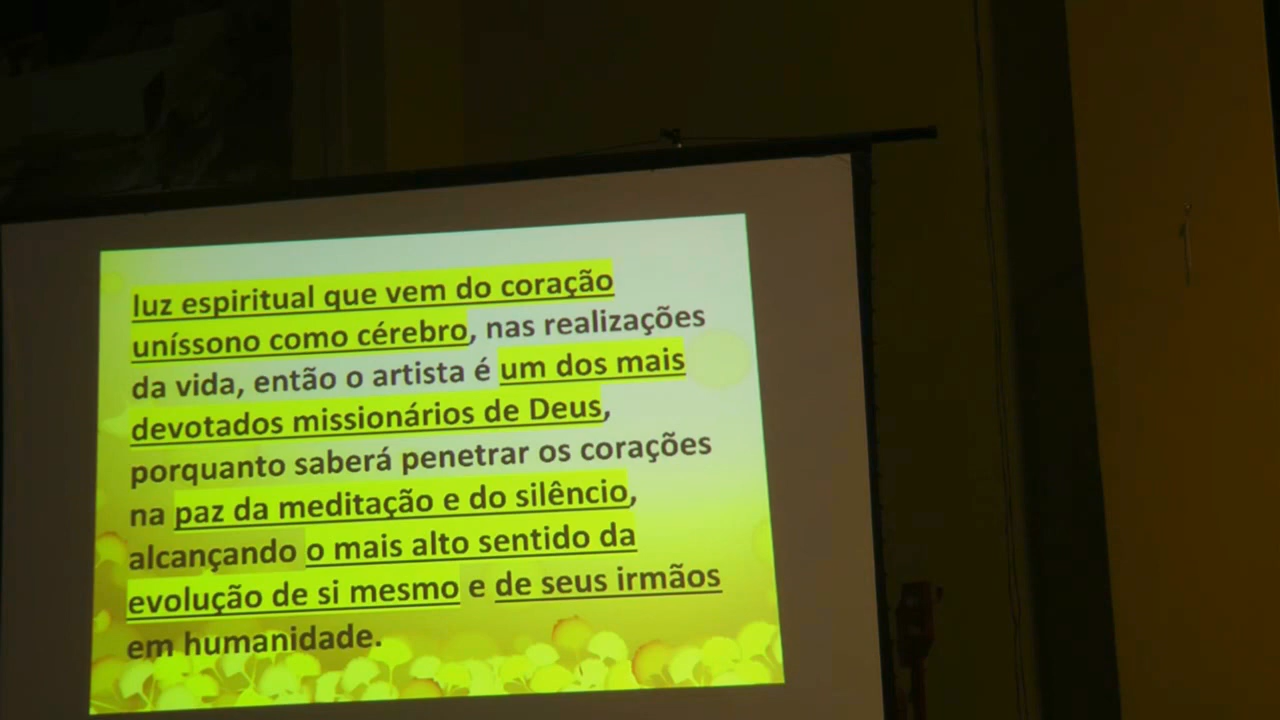 luz espiritual que vem do coração
uníssono como cérebro, nas realizações
da vida, então o artista é um dos mais
devotados missionários de Deus,
porquanto saberá penetrar os corações
na paz da meditação e do silêncio,
alcançando o mais alto sentido da
evolução de si mesmo e de seus irmãos
em humanidade.